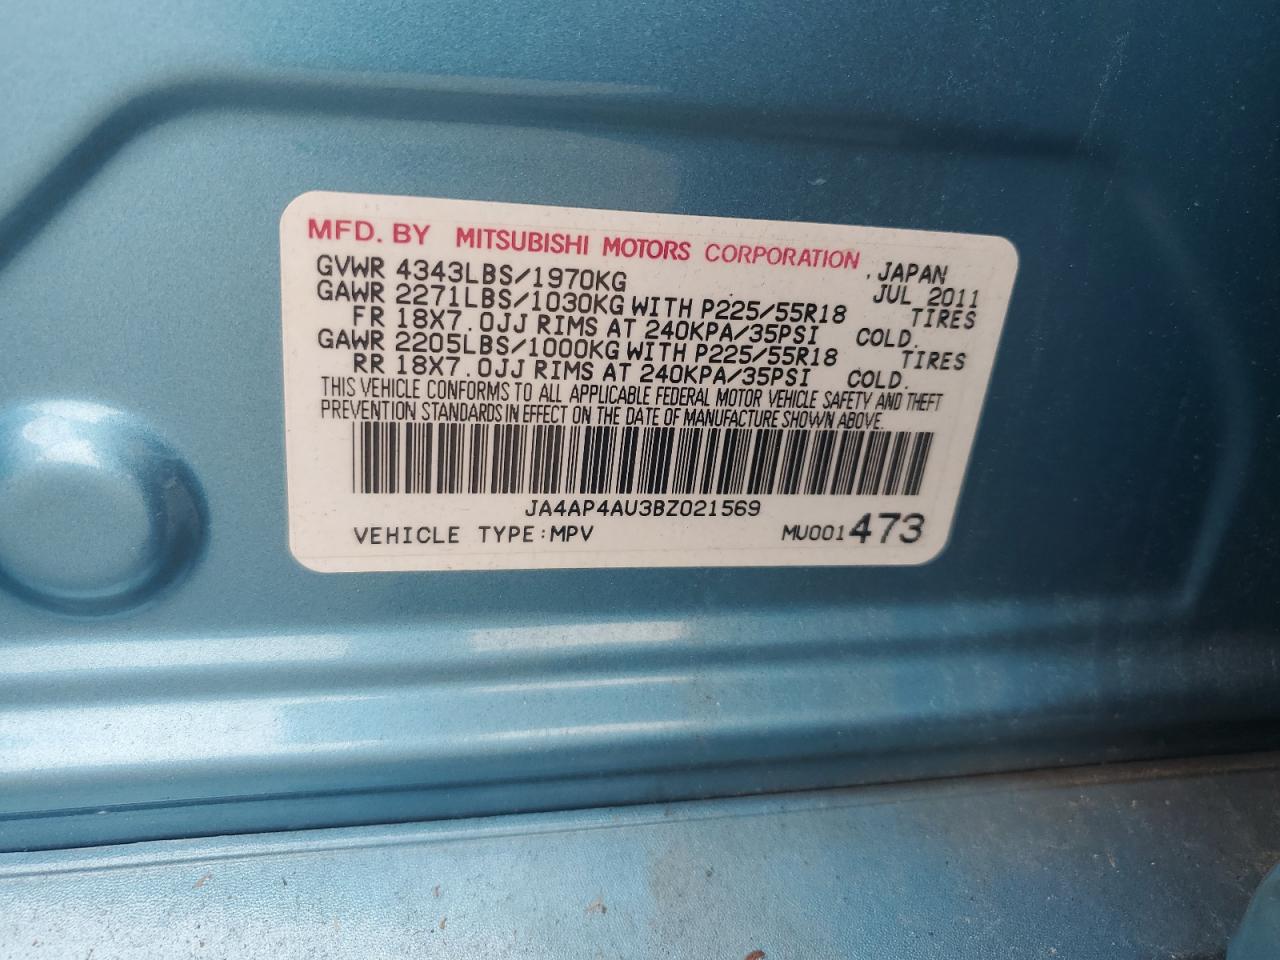 MFD. BY MITSUBISHI MOTORS CORPORATION . JAPAN
GVWR 4343LBS/1970KG JUL 2011
GAWR 2271LBS/1030KG WITH P225/55R18 TIRES
FR 18X7.0JJ RIMS AT 240KPA/35PSI COLD.
GAWR 2205LBS/1000KG WITH P225/55R18 TIRES
RR 18X7.0JJ RIMS AT 240KPA/35PSI COLD.
THIS VEHICLE CONFORMS TO ALL APPLICABLE FEDERAL MOTOR VEHICLE SAFETY AND THEFT
PREVENTION STANDARDS IN EFFECT ON THE DATE OF MANUFACTURE SHOWN ABOVE.
JA4AP4AU3BZ021569
VEHICLE TYPE:MPV MU001473